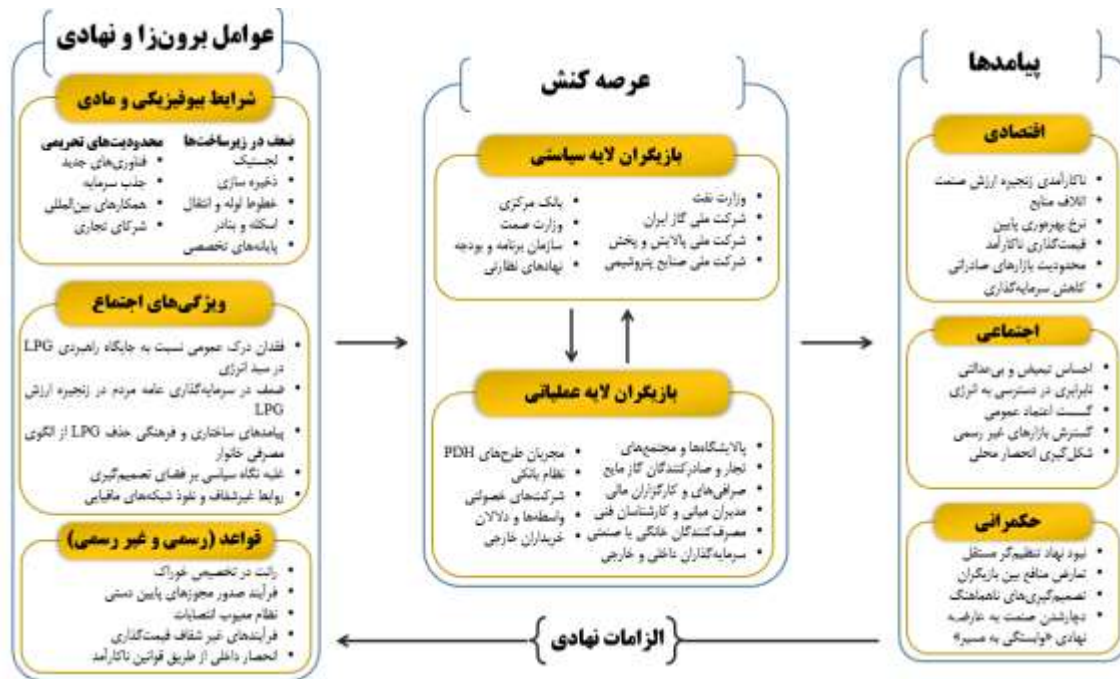 عوامل برون‌زا و نهادی
شرایط بیوفیزیکی و مادی
ضعف در زیرساخت‌ها
لجستیک
ذخیره سازی
خطوط لوله و انتقال
اسکله و بنادر
پایانه‌های تخصصی
محدودیت‌های تحریمی
فناوری‌های جدید
جذب سرمایه
همکارهای بین‌المللی
شرکای تجاری
ویژگی‌های اجتماع
فقدان درک عمومی نسبت به جایگاه راهبردی LPG
در سبد انرژی
ضعف در سرمایه‌گذاری عامه مردم در زنجیره ارزش
LPG
پیامدهای ساختاری و فرهنگی حذف LPG از الگوی
مصرفی خانوار
غلبه نگاه سیاسی بر فضای تصمیم‌گیری
روابط غیرشفاف و نفوذ شبکه‌های مافیایی
قواعد (رسمی و غیر رسمی)
رانت در تخصیص خوراک
فرآیند صدور مجوزهای پایین دستی
نظام معیوب انتصابات
فرآیندهای غیر شفاف قیمت‌گذاری
انحصار داخلی از طریق قوانین ناکارآمد
عرصه کنش
بازیگران لایه سیاستی
وزارت نفت
شرکت ملی گاز ایران
شرکت ملی پالایش و پخش
شرکت ملی صنایع پتروشیمی
بانک مرکزی
وزارت صمت
سازمان برنامه و بودجه
نهادهای نظارتی
بازیگران لایه عملیاتی
پالایشگاه‌ها و مجتمع‌های
تجار و صادرکنندگان گاز مایع
صرافی‌های و کارگزاران مالی
مدیران میانی و کارشناسان فنی
مصرف‌کنندگان خانگی یا صنعتی
سرمایه‌گذاران داخلی و خارجی
مجریان طرح‌های PDH
نظام بانکی
شرکت‌های خصولتی
واسطه‌ها و دلالان
خریداران خارجی
پیامدها
اقتصادی
ناکارآمدی زنجیره ارزش صنعت
اتلاف منابع
نرخ بهره‌وری پایین
قیمت‌گذاری ناکارآمد
محدودیت بازارهای صادراتی
کاهش سرمایه‌گذاری
اجتماعی
احساس تبعیض و بی‌عدالتی
نابرابری در دسترسی به انرژی
گسست اعتماد عمومی
گسترش بازارهای غیر رسمی
شکل‌گیری انحصار محلی
حکمرانی
نبود نهاد تنظیم‌گر مستقل
تعارض منافع بین بازیگران
تصمیم‌گیری‌های ناهماهنگ
دچارشدن صنعت به عارضه
نهادی «وابستگی به مسیر»
الزامات نهادی